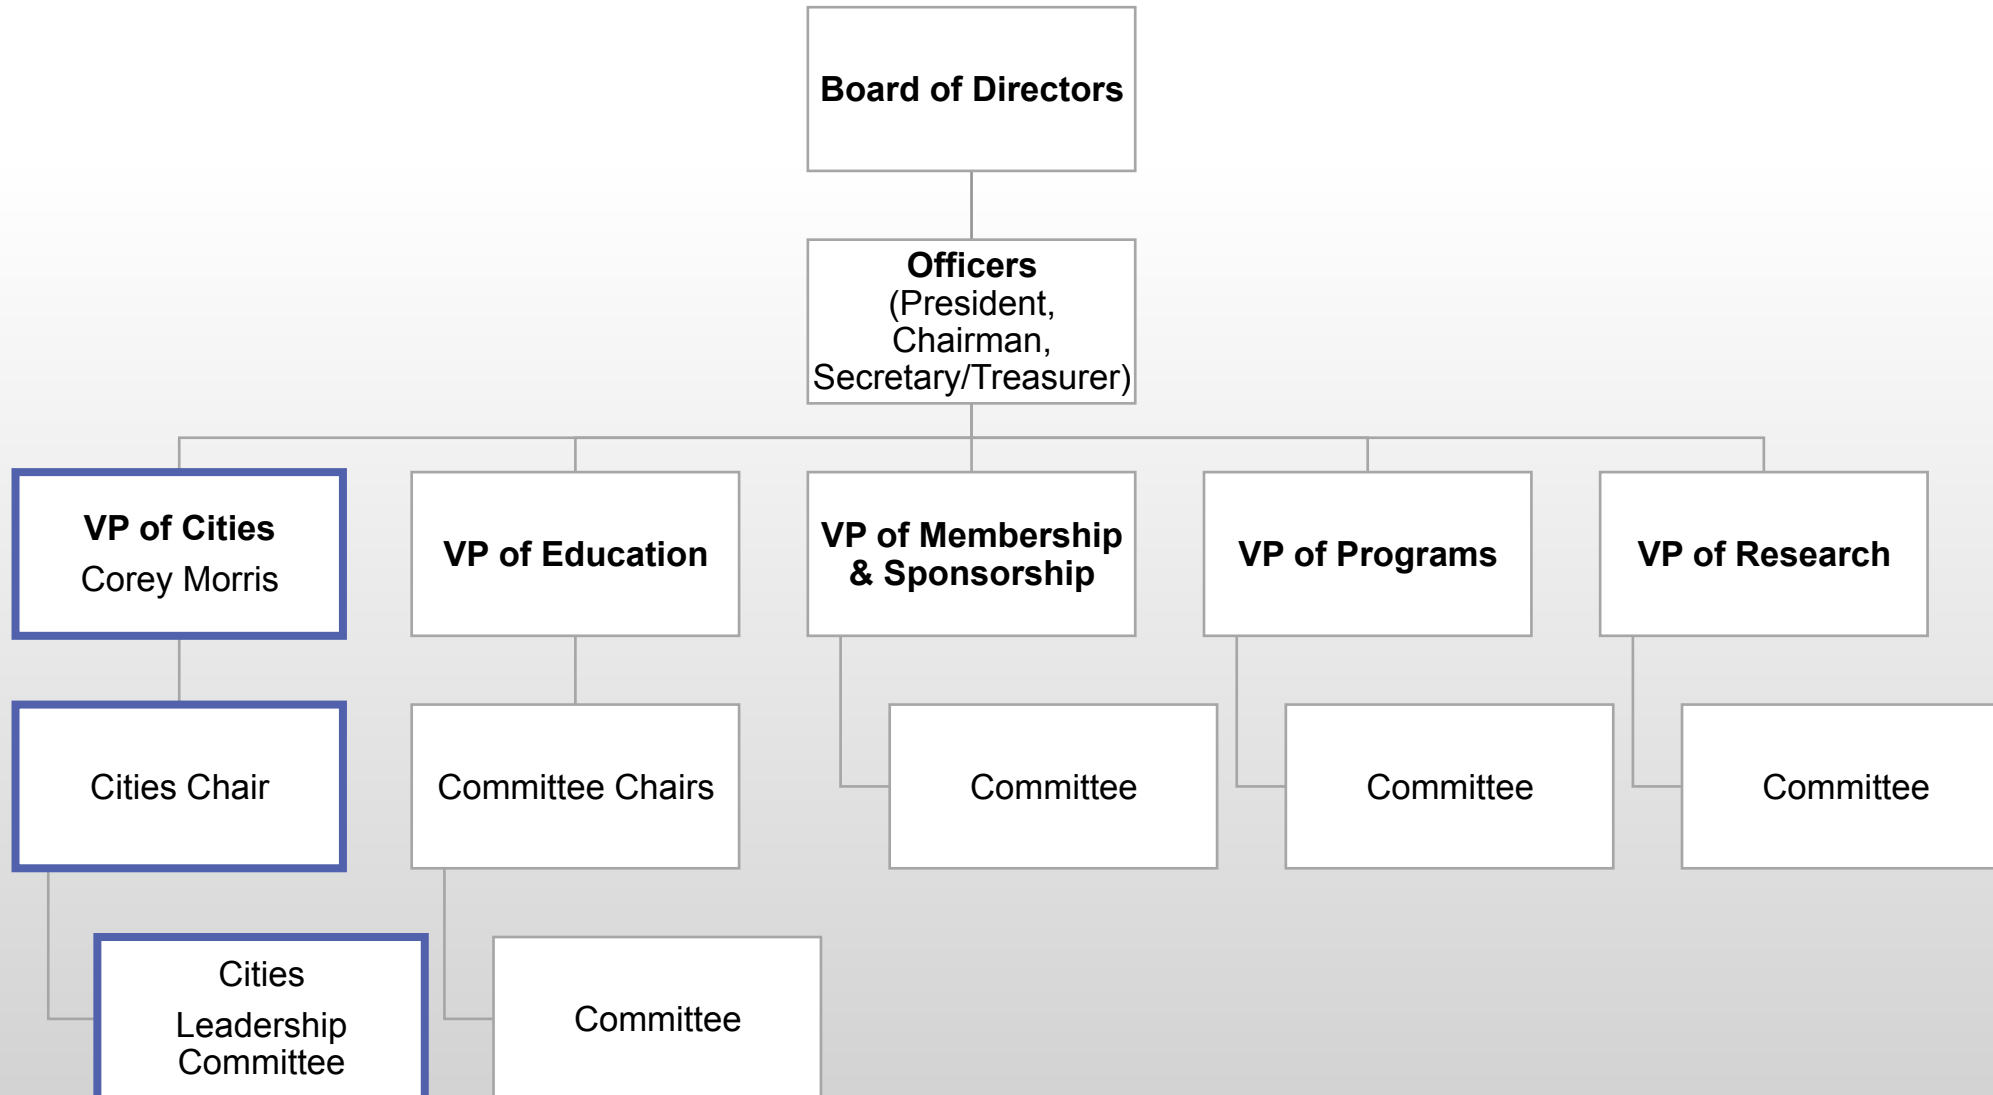 Board of Directors
Officers
(President,
Chairman,
Secretary/Treasurer)
VP of Cities
Corey Morris
VP of Education
VP of Membership
& Sponsorship
VP of Programs
VP of Research
Cities Chair
Committee Chairs
Committee
Committee
Committee
Cities
Leadership
Committee
Committee